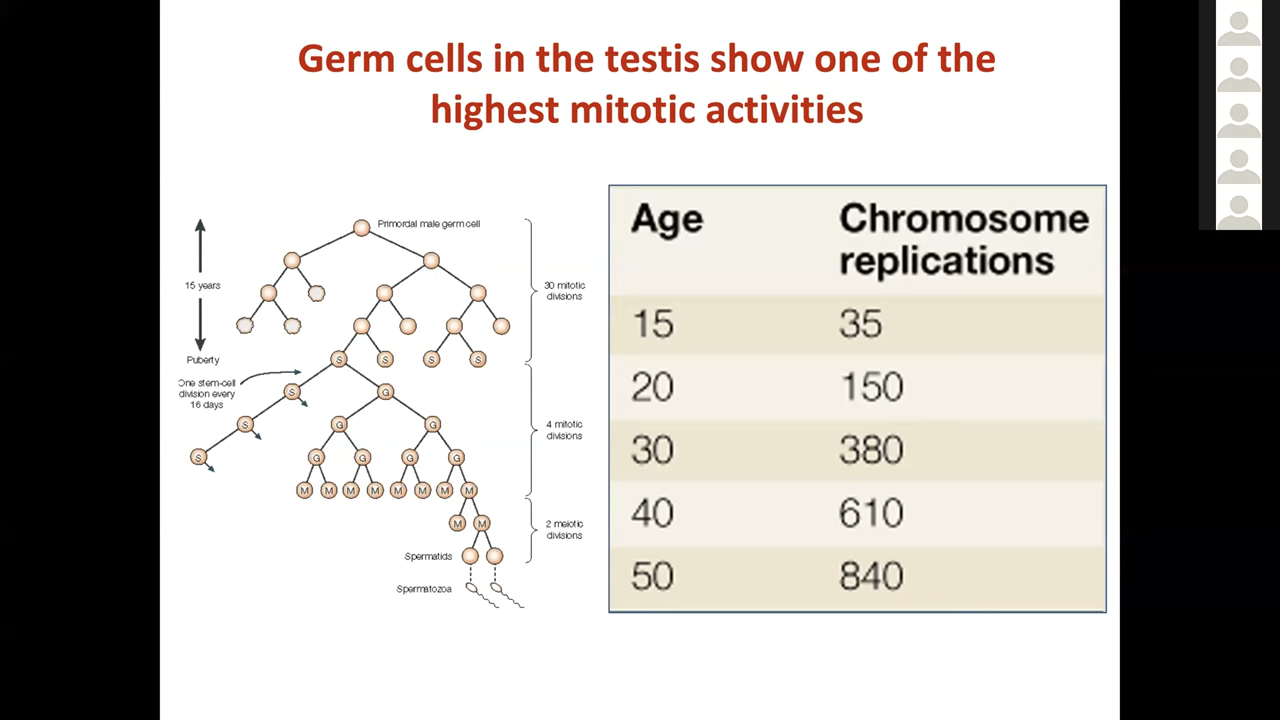 Germ cells in the testis show one of the
highest mitotic activities
Primordal male germ cell
15 years
30 mitotic
divisions
Puberty
S S S S
One stem-cell
division every
16 days
S G
S G G
4 mitotic
divisions
S G G G G
M M M M M M M M
M M
2 meiotic
divisions
Spermatids
Spermatozoa
Age Chromosome
replications
15 35
20 150
30 380
40 610
50 840